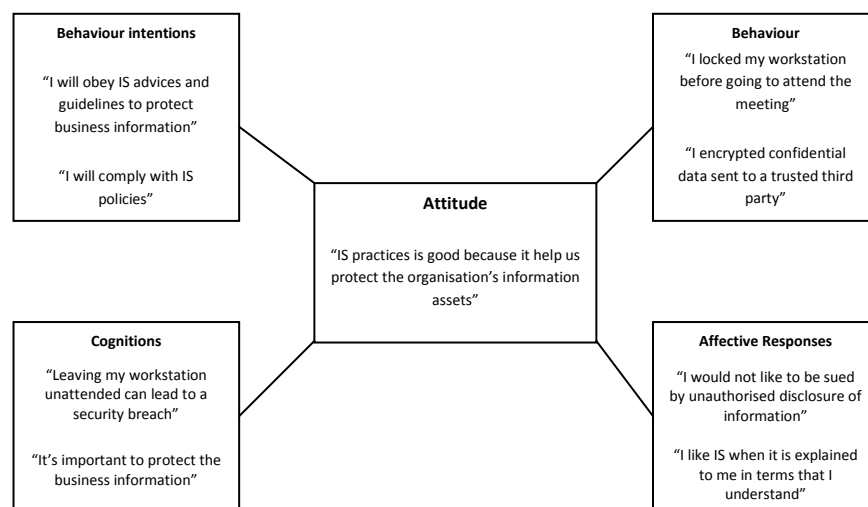 Behaviour intentions
“I will obey IS advices and
guidelines to protect
business information”
“I will comply with IS
policies”
Behaviour
“I locked my workstation
before going to attend the
meeting”
“I encrypted confidential
data sent to a trusted third
party”
Attitude
“IS practices is good because it help us
protect the organisation’s information
assets”
Cognitions
“Leaving my workstation
unattended can lead to a
security breach”
“It’s important to protect the
business information”
Affective Responses
“I would not like to be sued
by unauthorised disclosure of
information”
“I like IS when it is explained
to me in terms that I
understand”